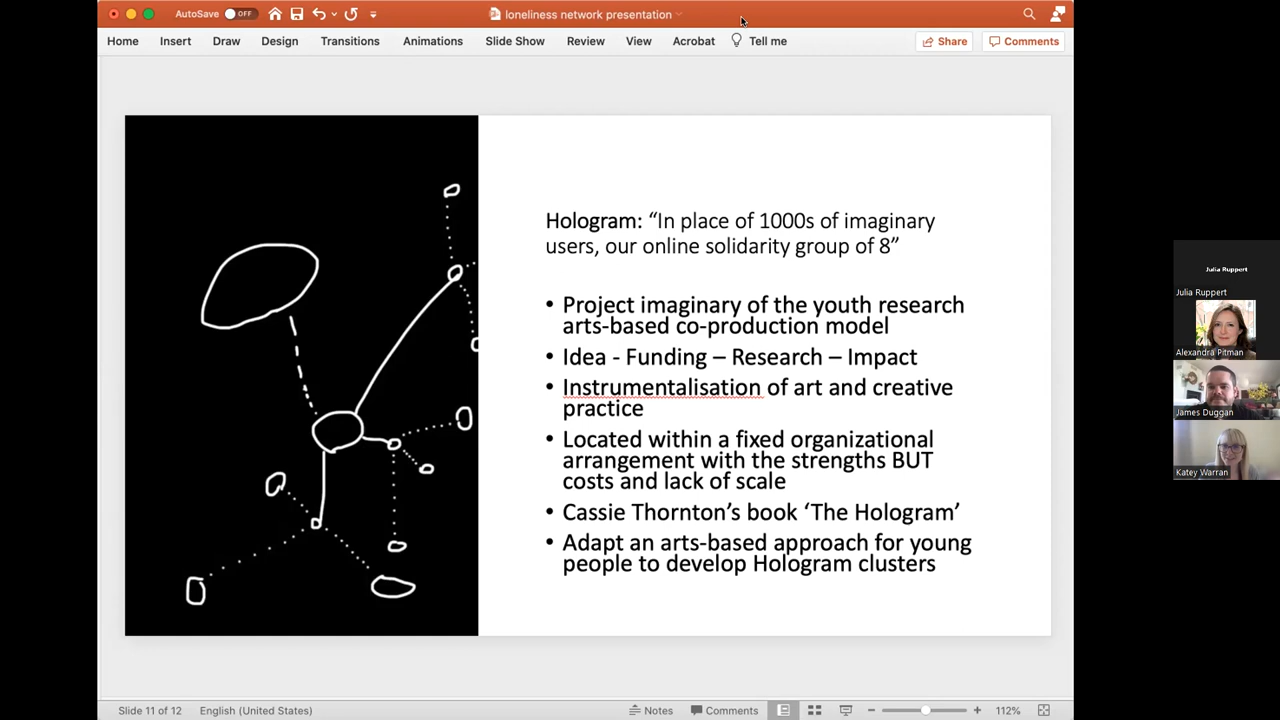 AutoSave OFF
loneliness network presentation
Home Insert Draw Design Transitions Animations Slide Show Review View Acrobat Tell me Share Comments
Hologram: “In place of 1000s of imaginary
users, our online solidarity group of 8”
• Project imaginary of the youth research
arts-based co-production model
• Idea - Funding – Research – Impact
• Instrumentalisation of art and creative
practice
• Located within a fixed organizational
arrangement with the strengths BUT
costs and lack of scale
• Cassie Thornton’s book ‘The Hologram’
• Adapt an arts-based approach for young
people to develop Hologram clusters
Julia Ruppert
Julia Ruppert
Alexandra Pitman
James Duggan
Katey Warran
Slide 11 of 12 English (United States) Notes Comments 112%